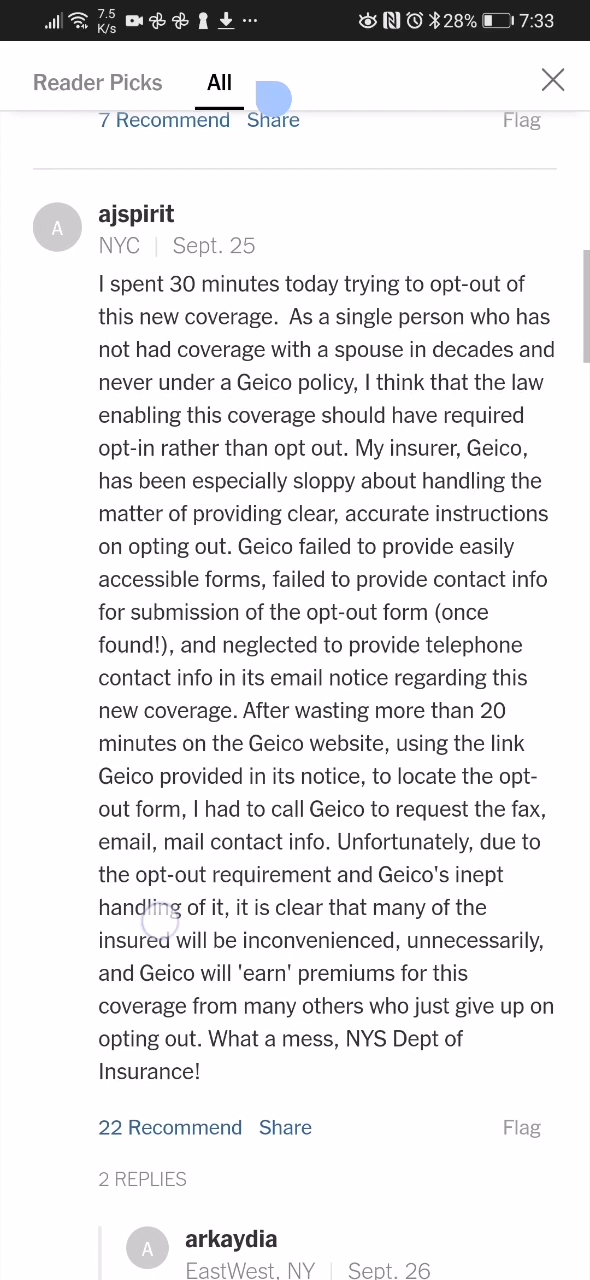 7.5
K/s
28%
7:33
Reader Picks All
7 Recommend Share Flag
A
ajspirit
NYC | Sept. 25
I spent 30 minutes today trying to opt-out of
this new coverage.  As a single person who has
not had coverage with a spouse in decades and
never under a Geico policy, I think that the law
enabling this coverage should have required
opt-in rather than opt out. My insurer, Geico,
has been especially sloppy about handling the
matter of providing clear, accurate instructions
on opting out. Geico failed to provide easily
accessible forms, failed to provide contact info
for submission of the opt-out form (once
found!), and neglected to provide telephone
contact info in its email notice regarding this
new coverage. After wasting more than 20
minutes on the Geico website, using the link
Geico provided in its notice, to locate the opt-
out form, I had to call Geico to request the fax,
email, mail contact info. Unfortunately, due to
the opt-out requirement and Geico's inept
handling of it, it is clear that many of the
insured will be inconvenienced, unnecessarily,
and Geico will 'earn' premiums for this
coverage from many others who just give up on
opting out. What a mess, NYS Dept of
Insurance!
22 Recommend Share Flag
2 REPLIES
A
arkaydia
EastWest, NY | Sept. 26